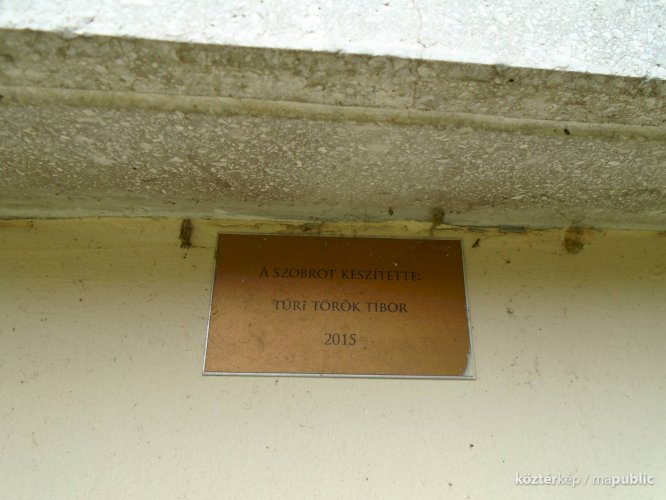 A SZOBROT KÉSZÍTETTE:
TÚRI TÖRÖK TIBOR
2015
köztérkép / mapublic